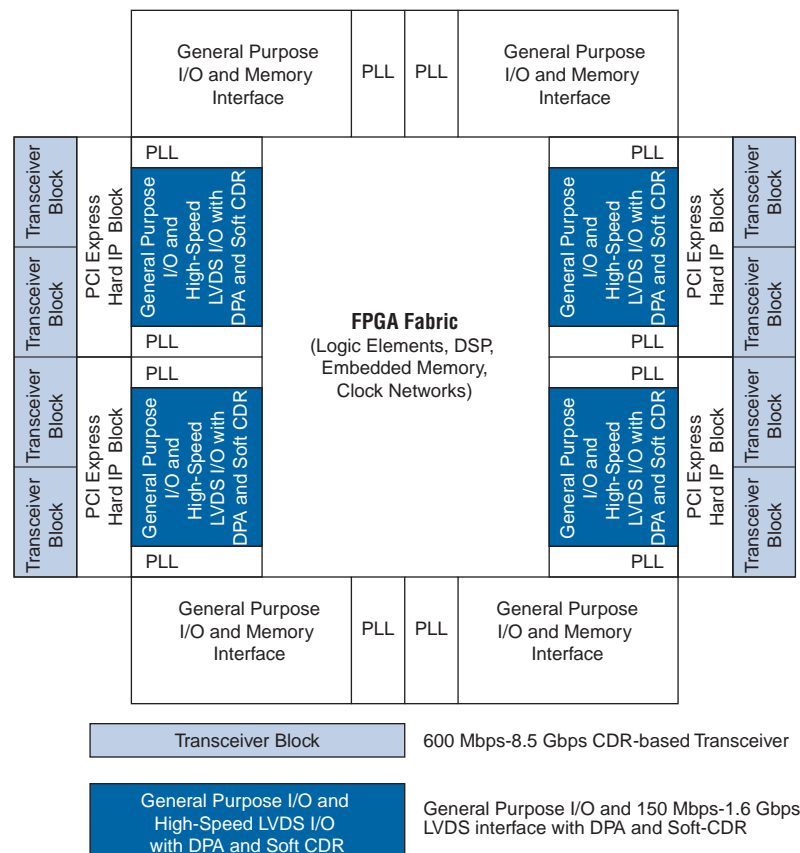 General Purpose
I/O and Memory
Interface
PLL
PLL
General Purpose
I/O and Memory
Interface
Transceiver
Block
Transceiver
Block
PCI Express
Hard IP Block
PLL
General Purpose
I/O and
High-Speed
LVDS I/O with
DPA and Soft CDR
PLL
Transceiver
Block
Transceiver
Block
PCI Express
Hard IP Block
PLL
General Purpose
I/O and
High-Speed
LVDS I/O with
DPA and Soft CDR
PLL
FPGA Fabric
(Logic Elements, DSP,
Embedded Memory,
Clock Networks)
PLL
General Purpose
I/O and
High-Speed
LVDS I/O with
DPA and Soft CDR
PLL
PCI Express
Hard IP Block
Transceiver
Block
Transceiver
Block
PLL
General Purpose
I/O and
High-Speed
LVDS I/O with
DPA and Soft CDR
PLL
PCI Express
Hard IP Block
Transceiver
Block
Transceiver
Block
General Purpose
I/O and Memory
Interface
PLL
PLL
General Purpose
I/O and Memory
Interface
Transceiver Block
600 Mbps-8.5 Gbps CDR-based Transceiver
General Purpose I/O and
High-Speed LVDS I/O
with DPA and Soft CDR
General Purpose I/O and 150 Mbps-1.6 Gbps
LVDS interface with DPA and Soft-CDR